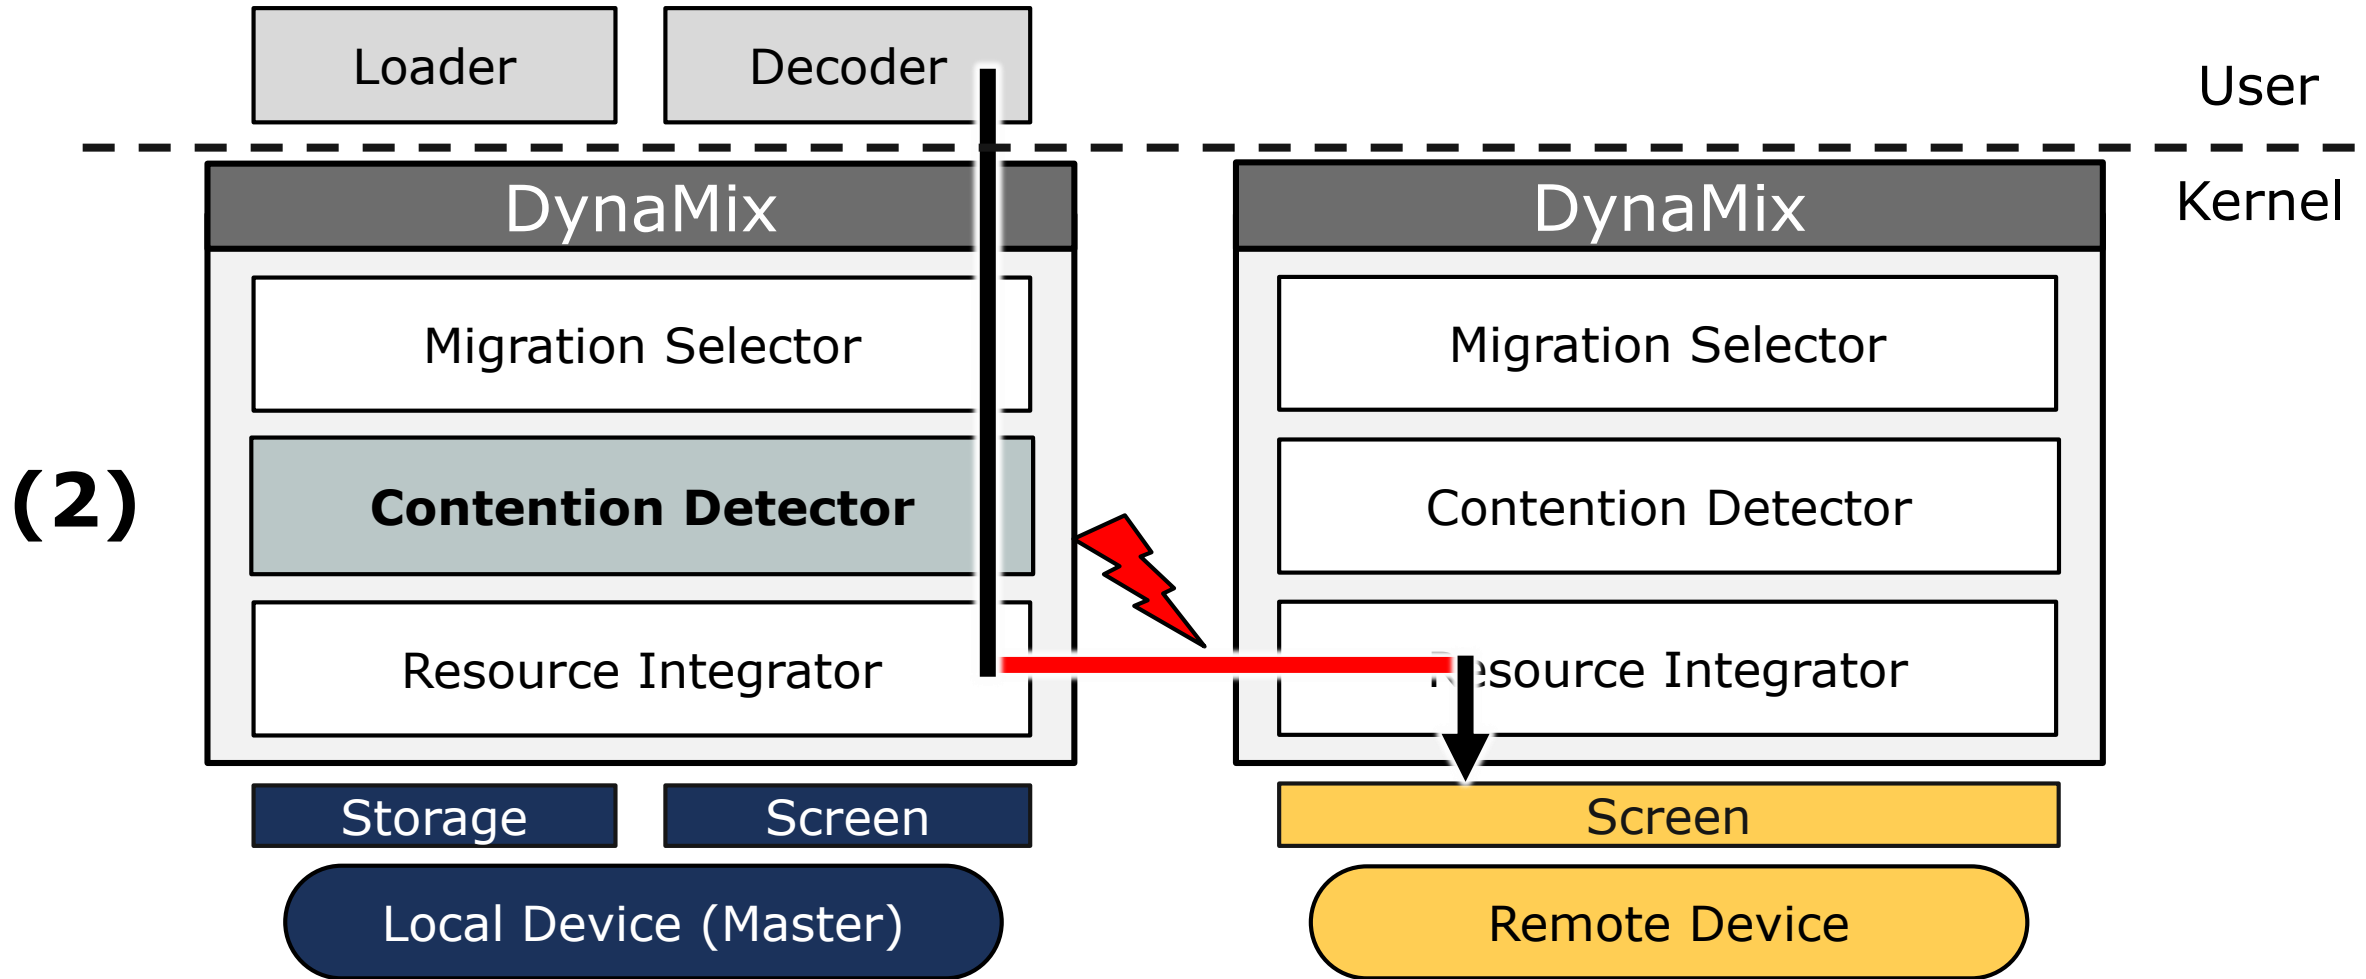 Loader
Decoder
User
DynaMix
DynaMix
Kernel
Migration Selector
Migration Selector
(2)
Contention Detector
Contention Detector
Resource Integrator
Resource Integrator
Storage
Screen
Screen
Local Device (Master)
Remote Device